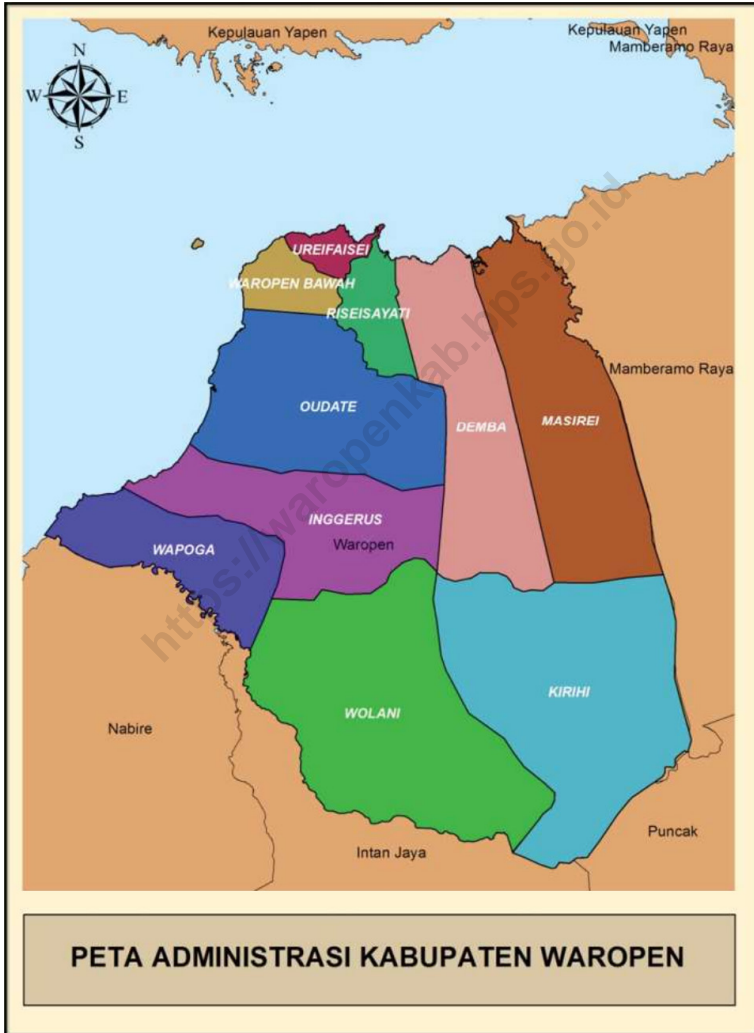 Kepulauan Yapen
Kepulauan Yapen
Mamberamo Raya
N
W
E
S
UREIFAISEI
WAROPEN BAWAH
RISEISAYATI
Mamberamo Raya
OUDATE
DEMBA
MASIREI
INGGERUS
Waropen
WAPOGA
KIRIHI
WOLANI
Nabire
Puncak
Intan Jaya
https://waropenkab.bps.go.id
PETA ADMINISTRASI KABUPATEN WAROPEN